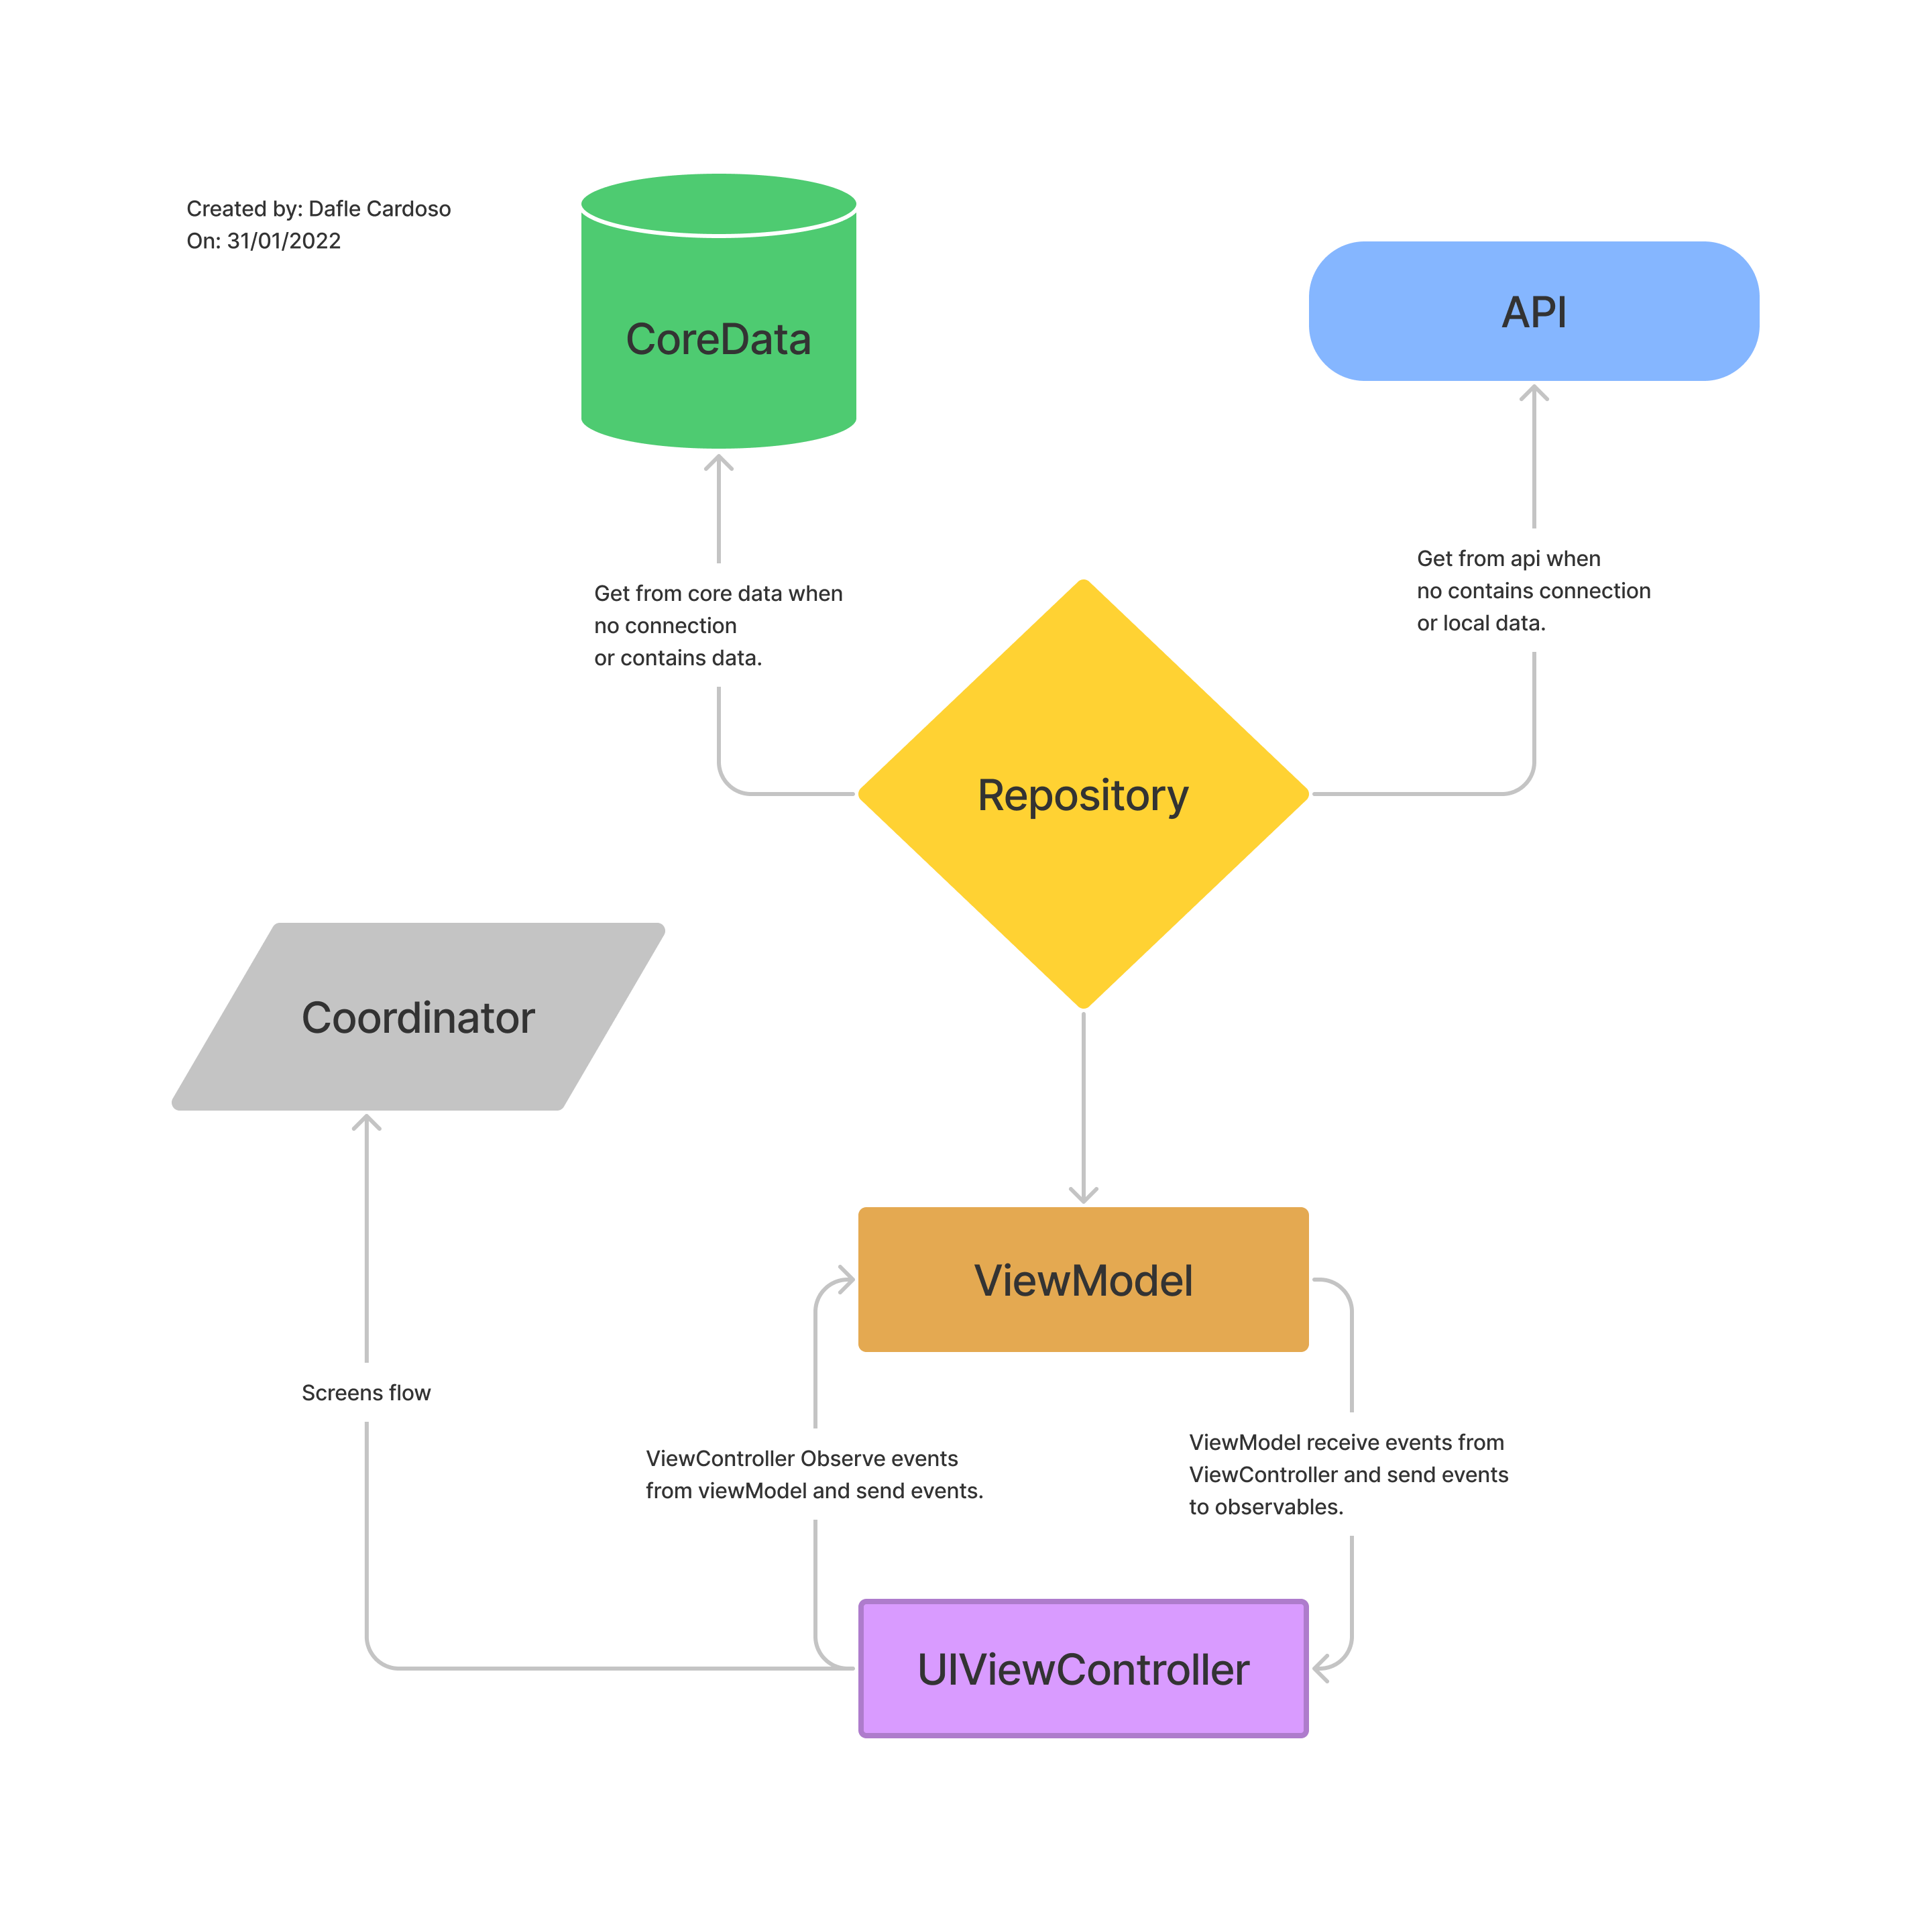 Created by: Dafle Cardoso
On: 31/01/2022
CoreData
API
Get from core data when
no connection
or contains data.
Get from api when
no contains connection
or local data.
Repository
Coordinator
ViewModel
Screens flow
ViewController Observe events
from viewModel and send events.
ViewModel receive events from
ViewController and send events
to observables.
UIViewController